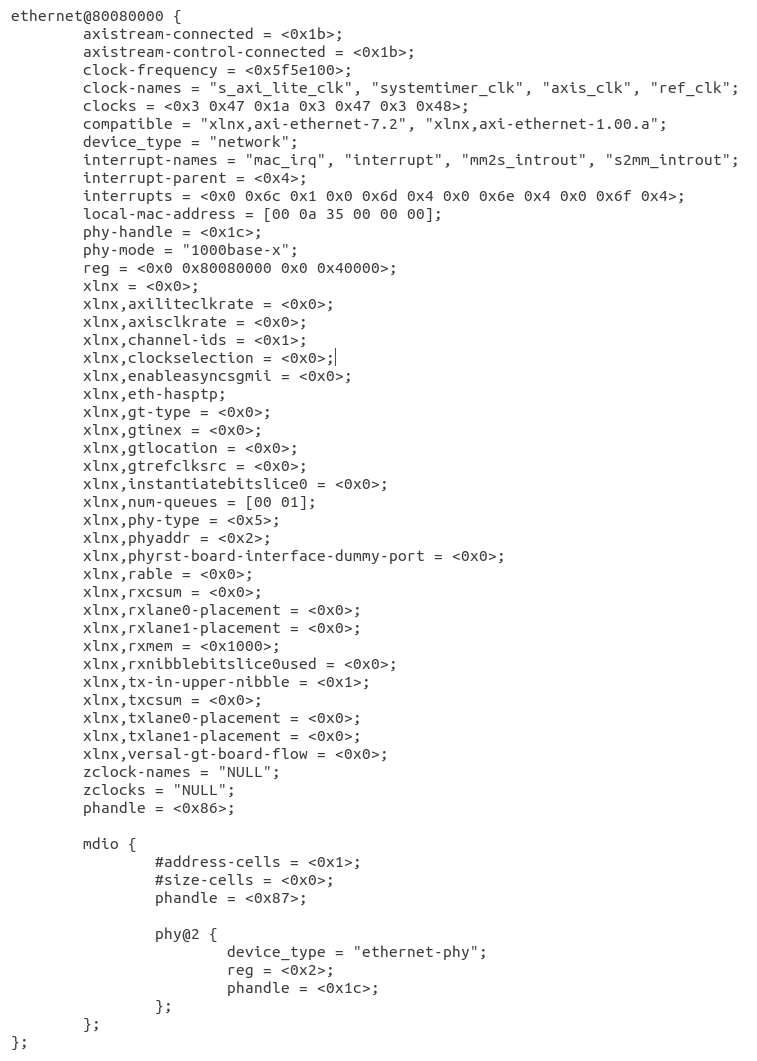 ethernet@80080000 {
axistream-connected = <0x1b>;
axistream-control-connected = <0x1b>;
clock-frequency = <0x5f5e100>;
clock-names = "s_axi_lite_clk", "systemtimer_clk", "axis_clk", "ref_clk";
clocks = <0x3 0x47 0x1a 0x3 0x47 0x3 0x48>;
compatible = "xlnx,axi-ethernet-7.2", "xlnx,axi-ethernet-1.00.a";
device_type = "network";
interrupt-names = "mac_irq", "interrupt", "mm2s_introut", "s2mm_introut";
interrupt-parent = <0x4>;
interrupts = <0x0 0x6c 0x1 0x0 0x6d 0x4 0x0 0x6e 0x4 0x0 0x6f 0x4>;
local-mac-address = [00 0a 35 00 00 00];
phy-handle = <0x1c>;
phy-mode = "1000base-x";
reg = <0x0 0x80080000 0x0 0x40000>;
xlnx = <0x0>;
xlnx,axiliteclkrate = <0x0>;
xlnx,axisclkrate = <0x0>;
xlnx,channel-ids = <0x1>;
xlnx,clockselection = <0x0>;
xlnx,enableasyncsgmii = <0x0>;
xlnx,eth-hasptp;
xlnx,gt-type = <0x0>;
xlnx,gtinex = <0x0>;
xlnx,gtlocation = <0x0>;
xlnx,gtrefclksrc = <0x0>;
xlnx,instantiatebitslice0 = <0x0>;
xlnx,num-queues = [00 01];
xlnx,phy-type = <0x5>;
xlnx,phyaddr = <0x2>;
xlnx,phyrst-board-interface-dummy-port = <0x0>;
xlnx,rable = <0x0>;
xlnx,rxcsum = <0x0>;
xlnx,rxlane0-placement = <0x0>;
xlnx,rxlane1-placement = <0x0>;
xlnx,rxmem = <0x1000>;
xlnx,rxnibblebitslice0used = <0x0>;
xlnx,tx-in-upper-nibble = <0x1>;
xlnx,txcsum = <0x0>;
xlnx,txlane0-placement = <0x0>;
xlnx,txlane1-placement = <0x0>;
xlnx,versal-gt-board-flow = <0x0>;
zclock-names = "NULL";
zclocks = "NULL";
phandle = <0x86>;
mdio {
#address-cells = <0x1>;
#size-cells = <0x0>;
phandle = <0x87>;
phy@2 {
device_type = "ethernet-phy";
reg = <0x2>;
phandle = <0x1c>;
};
};
};